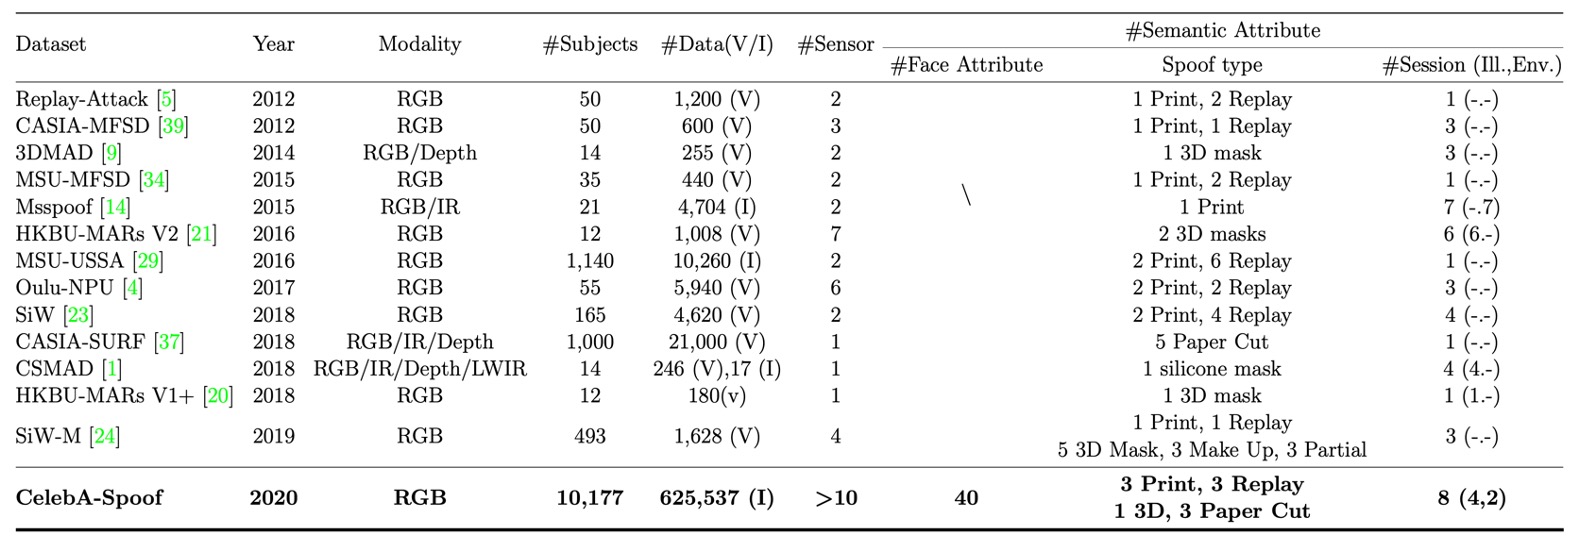 Dataset Year Modality #Subjects #Data(V/I) #Sensor #Semantic Attribute
#Face Attribute Spoof type #Session (Ill.,Env.)
Replay-Attack [5] 2012 RGB 50 1,200 (V) 2 1 Print, 2 Replay 1 (-.-)
CASIA-MFSD [39] 2012 RGB 50 600 (V) 3 1 Print, 1 Replay 3 (-.-)
3DMAD [9] 2014 RGB/Depth 14 255 (V) 2 1 3D mask 3 (-.-)
MSU-MFSD [34] 2015 RGB 35 440 (V) 2 1 Print, 2 Replay 1 (-.-)
\
Msspoof [14] 2015 RGB/IR 21 4,704 (I) 2 1 Print 7 (-.7)
HKBU-MARs V2 [21] 2016 RGB 12 1,008 (V) 7 2 3D masks 6 (6.-)
MSU-USSA [29] 2016 RGB 1,140 10,260 (I) 2 2 Print, 6 Replay 1 (-.-)
Oulu-NPU [4] 2017 RGB 55 5,940 (V) 6 2 Print, 2 Replay 3 (-.-)
SiW [23] 2018 RGB 165 4,620 (V) 2 2 Print, 4 Replay 4 (-.-)
CASIA-SURF [37] 2018 RGB/IR/Depth 1,000 21,000 (V) 1 5 Paper Cut 1 (-.-)
CSMAD [1] 2018 RGB/IR/Depth/LWIR 14 246 (V),17 (I) 1 1 silicone mask 4 (4.-)
HKBU-MARs V1+ [20] 2018 RGB 12 180(v) 1 1 3D mask 1 (1.-)
SiW-M [24] 2019 RGB 493 1,628 (V) 4 1 Print, 1 Replay 3 (-.-)
5 3D Mask, 3 Make Up, 3 Partial
CelebA-Spoof 2020 RGB 10,177 625,537 (I) >10 40 3 Print, 3 Replay 8 (4,2)
1 3D, 3 Paper Cut